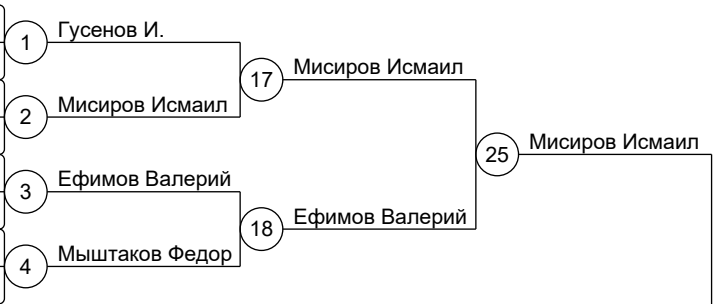 1 Гусенов И.
17 Мисиров Исмаил
2 Мисиров Исмаил
25 Мисиров Исмаил
3 Ефимов Валерий
18 Ефимов Валерий
4 Мыштаков Федор